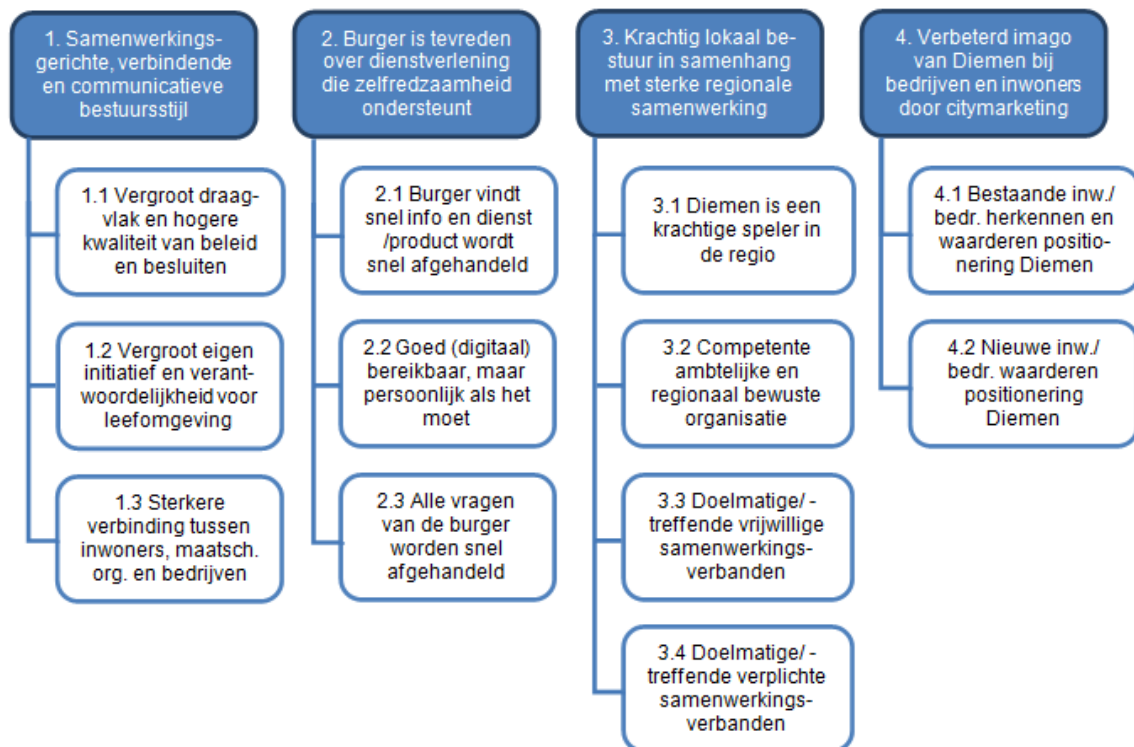 1. Samenwerkings-
gerichte, verbindende
en communicatieve
bestuursstijl
1.1 Vergroot draag-
vlak en hogere
kwaliteit van beleid
en besluiten
1.2 Vergroot eigen
initiatief en verant-
woordelijkheid voor
leefomgeving
1.3 Sterkere
verbinding tussen
inwoners, maatsch.
org. en bedrijven
2. Burger is tevreden
over dienstverlening
die zelfredzaamheid
ondersteunt
2.1 Burger vindt
snel info en dienst
/product wordt
snel afgehandeld
2.2 Goed (digitaal)
bereikbaar, maar
persoonlijk als het
moet
2.3 Alle vragen
van de burger
worden snel
afgehandeld
3. Krachtig lokaal be-
stuur in samenhang
met sterke regionale
samenwerking
3.1 Diemen is een
krachtige speler in
de regio
3.2 Competente
ambtelijke en
regionaal bewuste
organisatie
3.3 Doelmatige/ -
treffende vrijwillige
samenwerkings-
verbanden
3.4 Doelmatige/ -
treffende verplichte
samenwerkings-
verbanden
4. Verbeterd imago
van Diemen bij
bedrijven en inwoners
door citymarketing
4.1 Bestaande inw./
bedr. herkennen en
waarderen positio-
nering Diemen
4.2 Nieuwe inw./
bedr. waarderen
positionering
Diemen